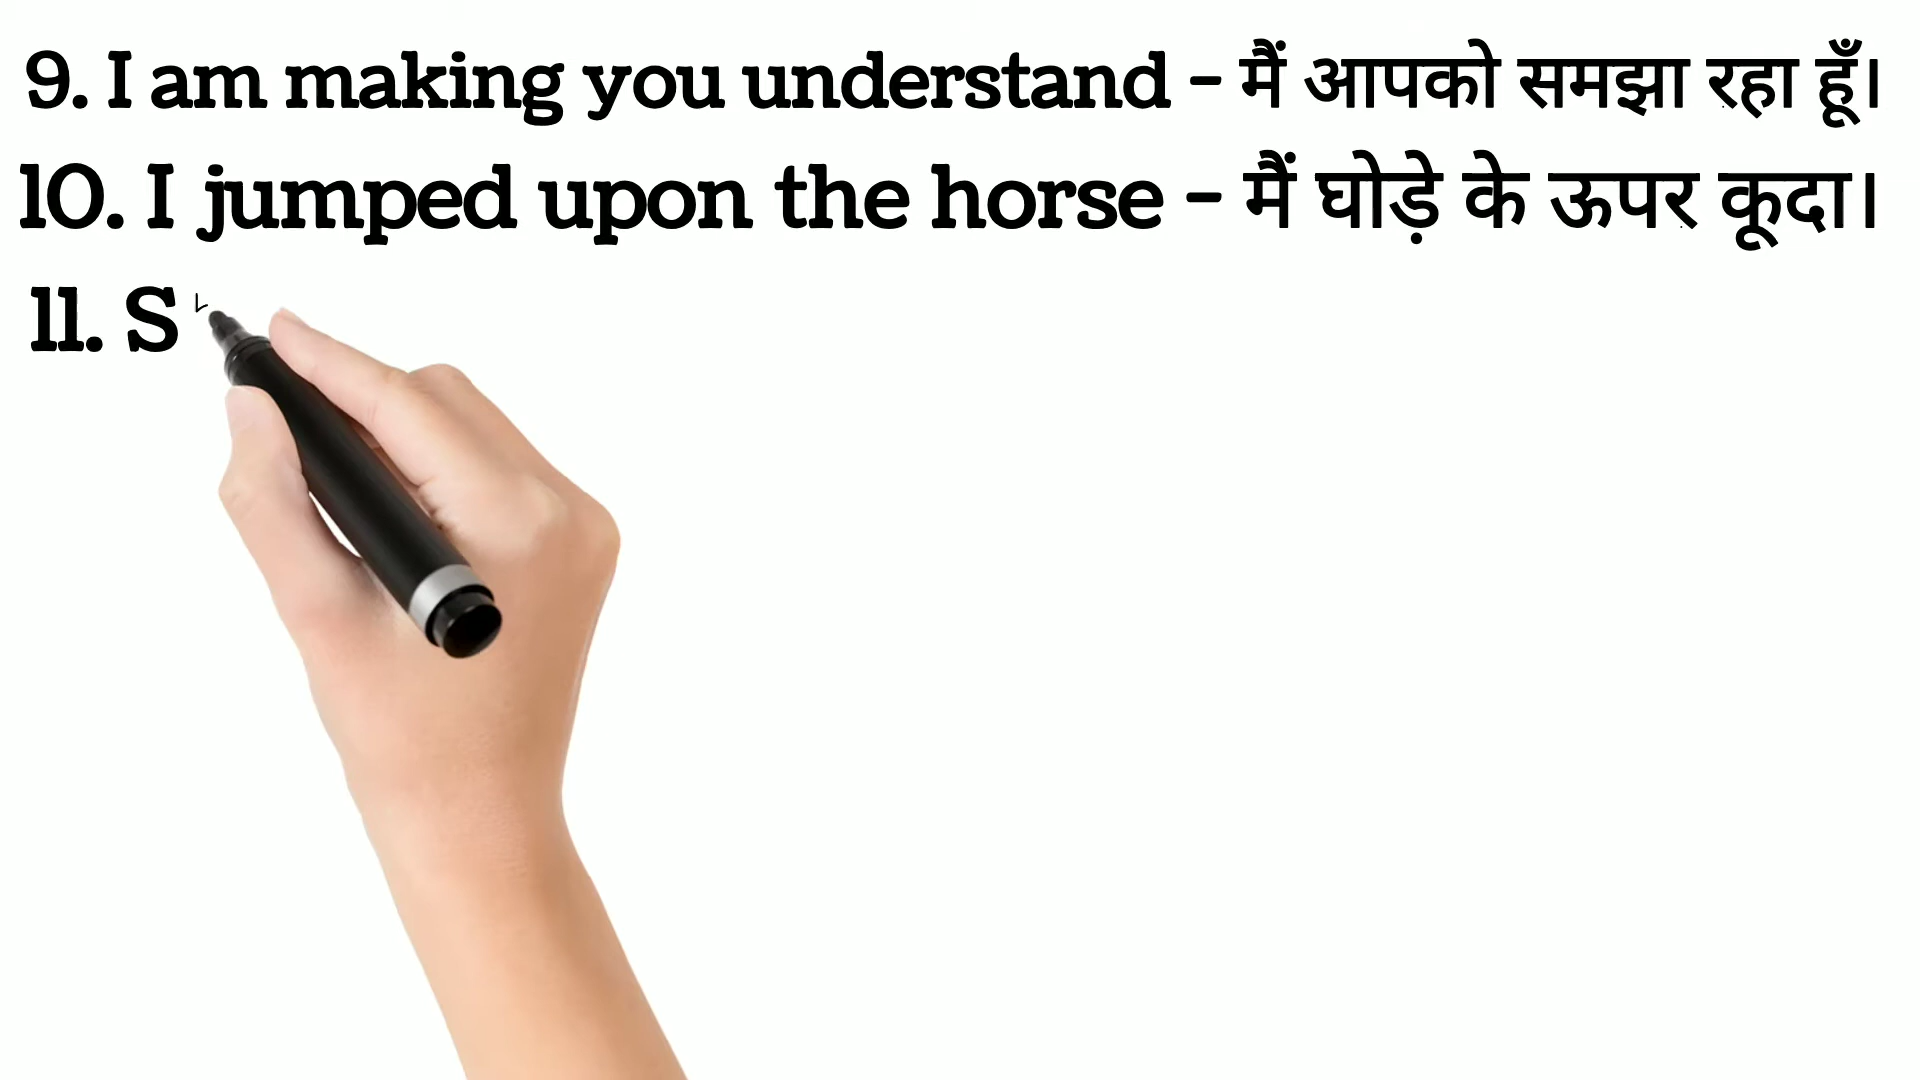 9. I am making you understand - मैं आपको समझा रहा हूँ।
10. I jumped upon the horse - मैं घोड़े के ऊपर कूदा।
11. S